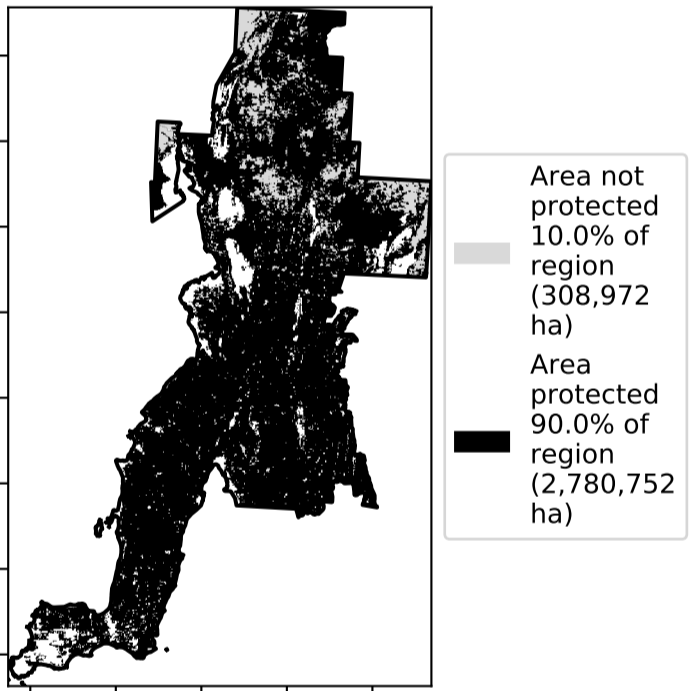 Area not
protected
10.0% of
region
(308,972
ha)
Area
protected
90.0% of
region
(2,780,752
ha)